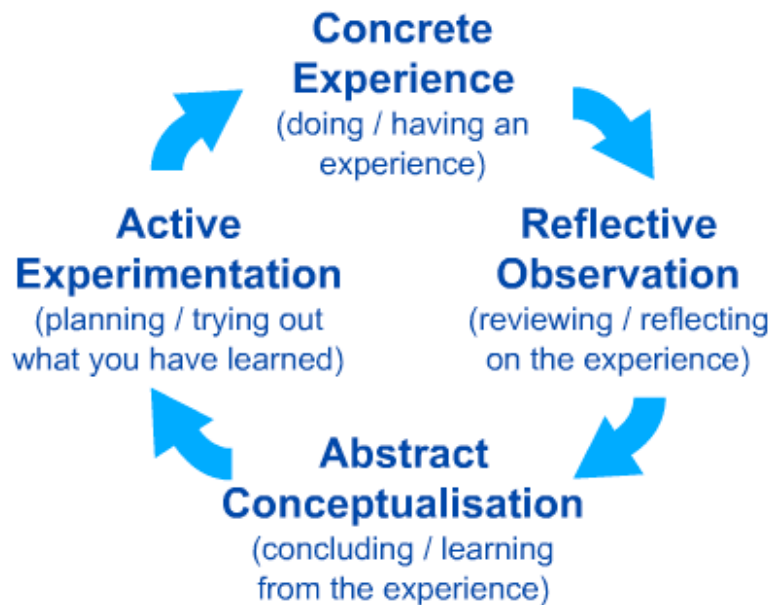 Concrete
Experience
(doing / having an
experience)
Reflective
Observation
(reviewing / reflecting
on the experience)
Abstract
Conceptualisation
(concluding / learning
from the experience)
Active
Experimentation
(planning / trying out
what you have learned)